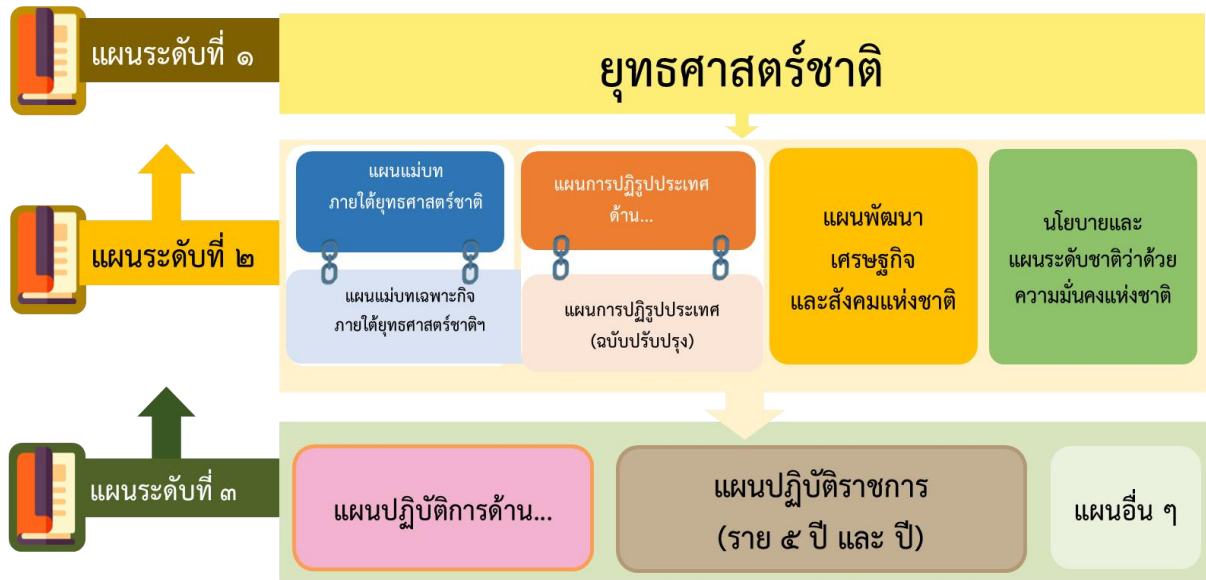 แผนระดับที่ ๑
ยุทธศาสตร์ชาติ
แผนระดับที่ ๒
แผนแม่บท
ภายใต้ยุทธศาสตร์ชาติ
แผนแม่บทเฉพาะกิจ
ภายใต้ยุทธศาสตร์ชาติฯ
แผนการปฏิรูปประเทศ
ด้าน...
แผนการปฏิรูปประเทศ
(ฉบับปรับปรุง)
แผนพัฒนา
เศรษฐกิจ
และสังคมแห่งชาติ
นโยบายและ
แผนระดับชาติว่าด้วย
ความมั่นคงแห่งชาติ
แผนระดับที่ ๓
แผนปฏิบัติการด้าน...
แผนปฏิบัติราชการ
(ราย ๕ ปี และ ปี)
แผนอื่น ๆ